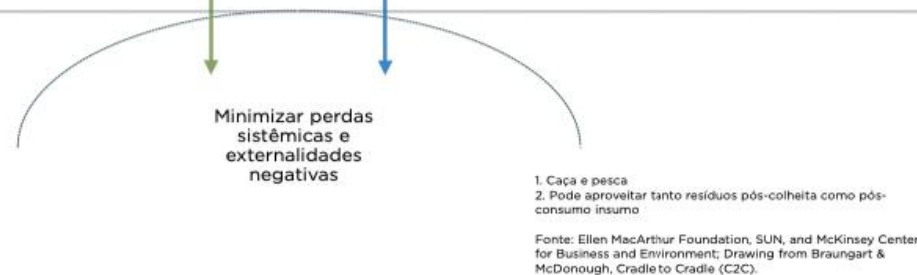 Minimizar perdas
sistêmicas e
externalidades
negativas
1. Caça e pesca
2. Pode aproveitar tanto resíduos pós-colheita como pós-
consumo insumo
Fonte: Ellen MacArthur Foundation, SUN, and McKinsey Center
for Business and Environment; Drawing from Braungart &
McDonough, Cradle to Cradle (C2C).